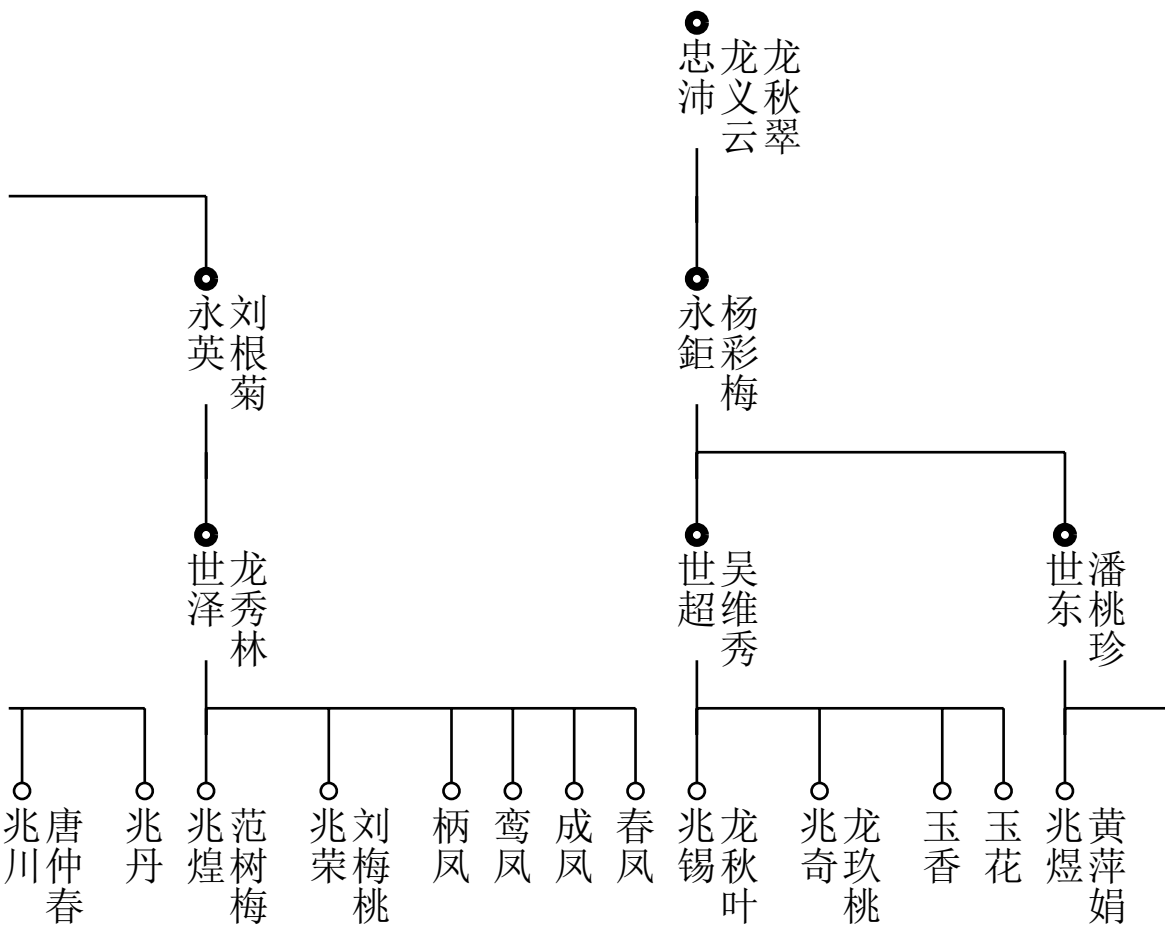 忠沛
龙义云
龙秋翠
永英
刘根菊
永鉅
杨彩梅
世泽
龙秀林
世超
吴维秀
世东
潘桃珍
兆川
唐仲春
兆丹
兆煌
范树梅
兆荣
刘梅桃
柄凤
鸾凤
成凤
春凤
兆锡
龙秋叶
兆奇
龙玖桃
玉香
玉花
兆煜
黄萍娟